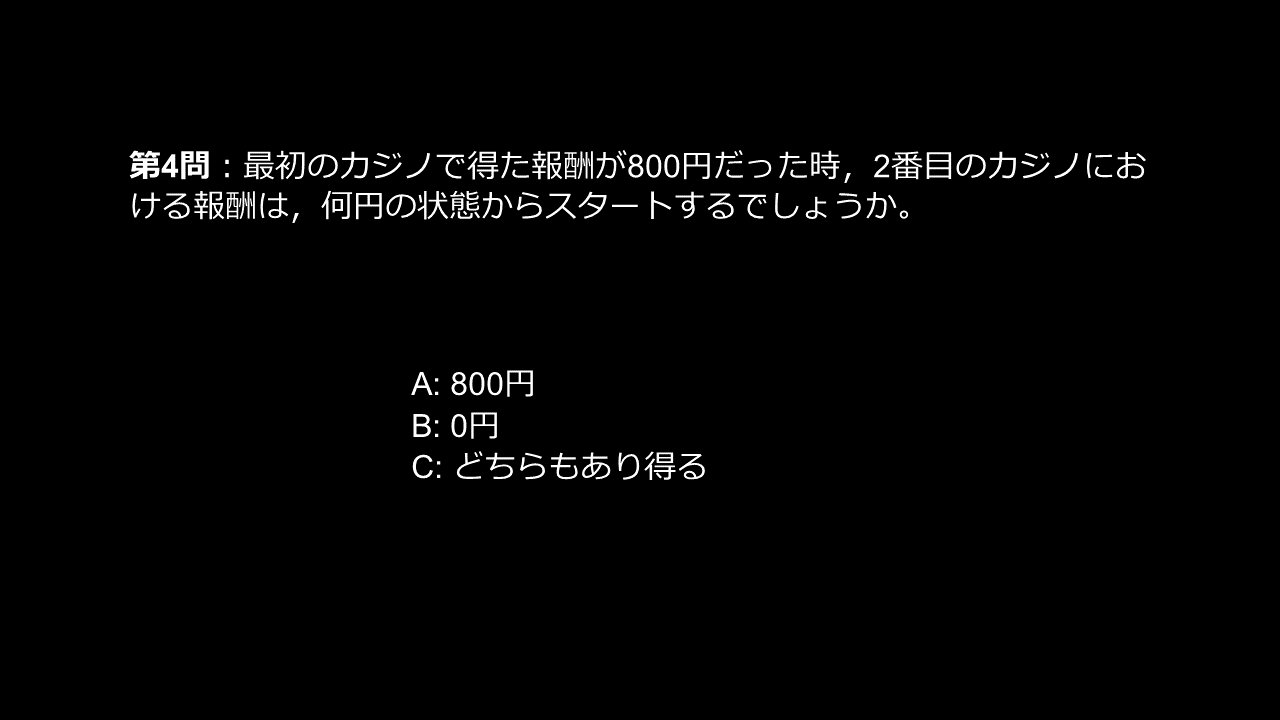 第4問：最初のカジノで得た報酬が800円だった時，2番目のカジノにお
ける報酬は，何円の状態からスタートするでしょうか。
A: 800円
B: 0円
C: どちらもあり得る